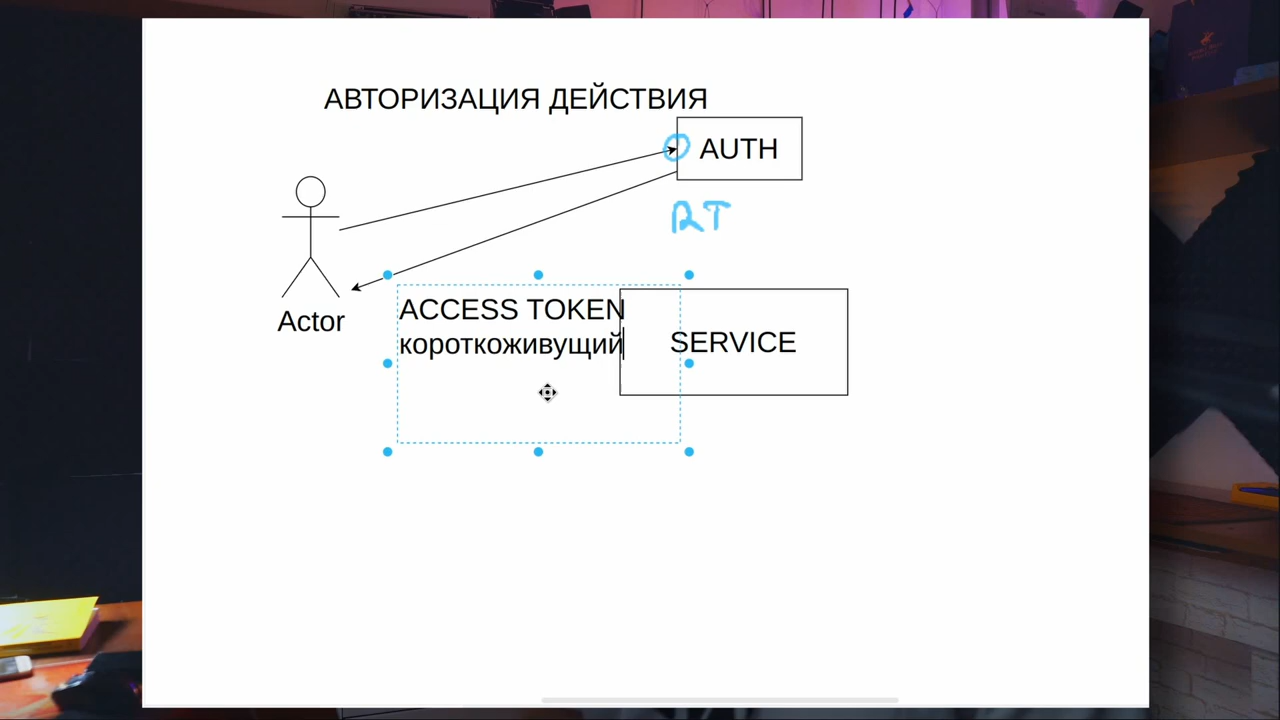 АВТОРИЗАЦИЯ ДЕЙСТВИЯ
AUTH
RT
Actor
ACCESS TOKEN
короткоживущий
SERVICE